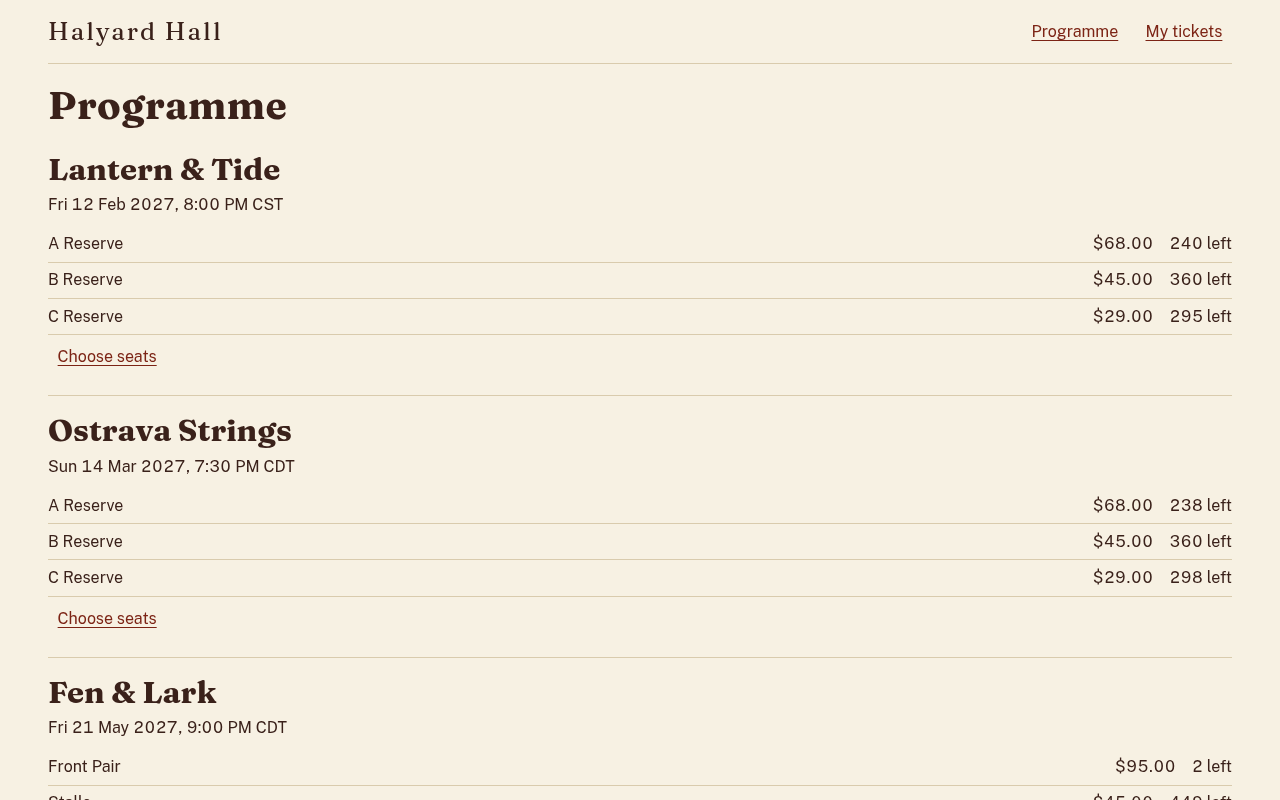 Halyard Hall Programme My tickets
Programme
Lantern & Tide
Fri 12 Feb 2027, 8:00 PM CST
A Reserve $68.00 240 left
B Reserve $45.00 360 left
C Reserve $29.00 295 left
Choose seats
Ostrava Strings
Sun 14 Mar 2027, 7:30 PM CDT
A Reserve $68.00 238 left
B Reserve $45.00 360 left
C Reserve $29.00 298 left
Choose seats
Fen & Lark
Fri 21 May 2027, 9:00 PM CDT
Front Pair $95.00 2 left